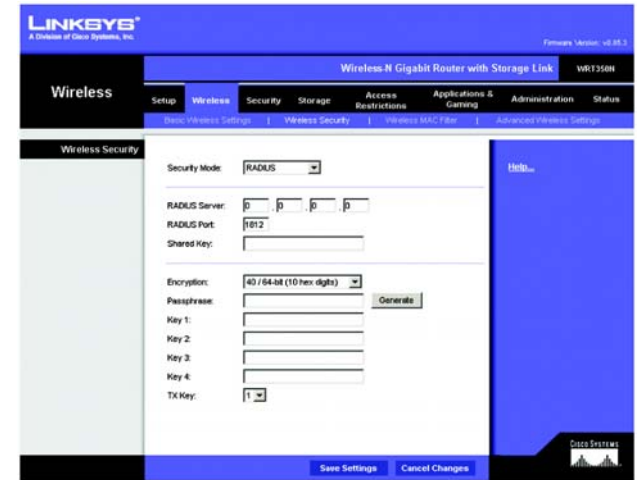 LINKSYS®
A Division of Cisco Systems, Inc.
Firmware Version: v0.85.3
Wireless-N Gigabit Router with Storage Link WRT350N
Wireless
Setup Wireless Security Storage Access Restrictions Applications & Gaming Administration Status
Basic Wireless Settings | Wireless Security | Wireless MAC Filter | Advanced Wireless Settings
Wireless Security
Security Mode: RADIUS
Help...
RADIUS Server: 0 . 0 . 0 . 0
RADIUS Port: 1812
Shared Key:
Encryption: 40 / 64-bit (10 hex digits)
Passphrase: Generate
Key 1:
Key 2:
Key 3:
Key 4:
TX Key: 1
Save Settings Cancel Changes
CISCO SYSTEMS